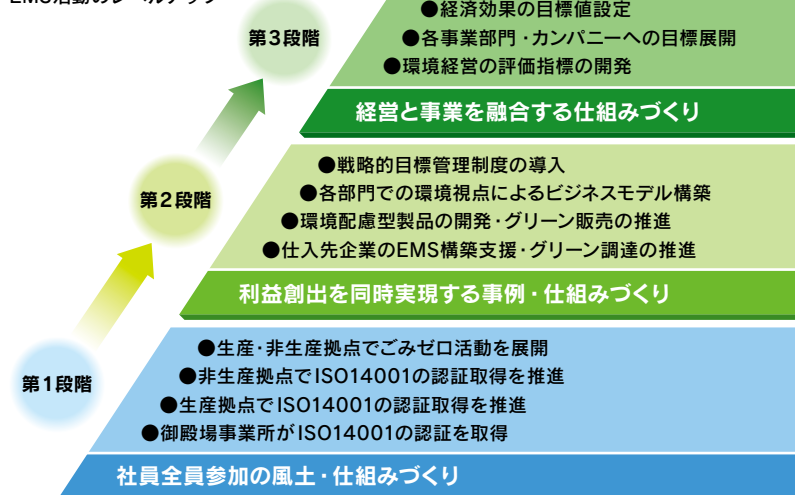 EMS活動のレベルアップ
第3段階
●経済効果の目標値設定
●各事業部門・カンパニーへの目標展開
●環境経営の評価指標の開発
経営と事業を融合する仕組みづくり
第2段階
●戦略的目標管理制度の導入
●各部門での環境視点によるビジネスモデル構築
●環境配慮型製品の開発・グリーン販売の推進
●仕入先企業のEMS構築支援・グリーン調達の推進
利益創出を同時実現する事例・仕組みづくり
第1段階
●生産・非生産拠点でごみゼロ活動を展開
●非生産拠点でISO14001の認証取得を推進
●生産拠点でISO14001の認証取得を推進
●御殿場事業所がISO14001の認証を取得
社員全員参加の風土・仕組みづくり